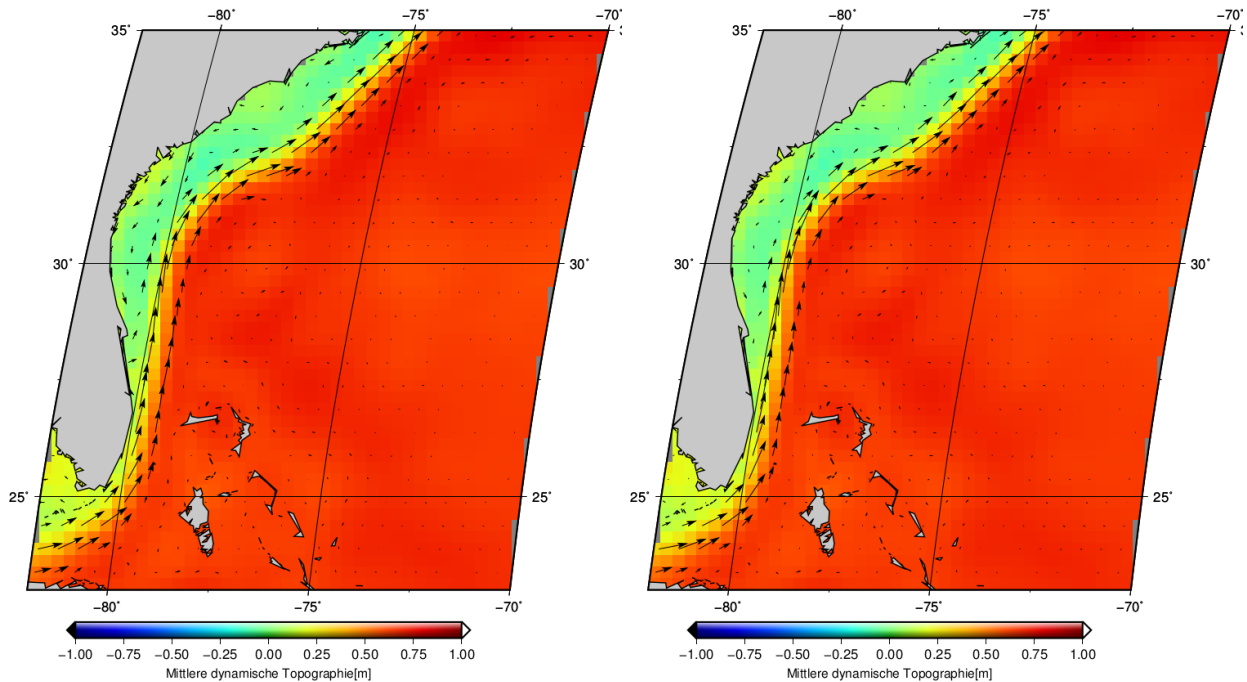 −80˚ −75˚ −70˚ −80˚ −75˚ −70˚
35˚ 35˚
30˚ 30˚ 30˚ 30˚
25˚ 25˚ 25˚ 25˚
−80˚ −75˚ −70˚ −80˚ −75˚ −70˚
−1.00 −0.75 −0.50 −0.25 0.00 0.25 0.50 0.75 1.00 −1.00 −0.75 −0.50 −0.25 0.00 0.25 0.50 0.75 1.00
Mittlere dynamische Topographie[m] Mittlere dynamische Topographie[m]